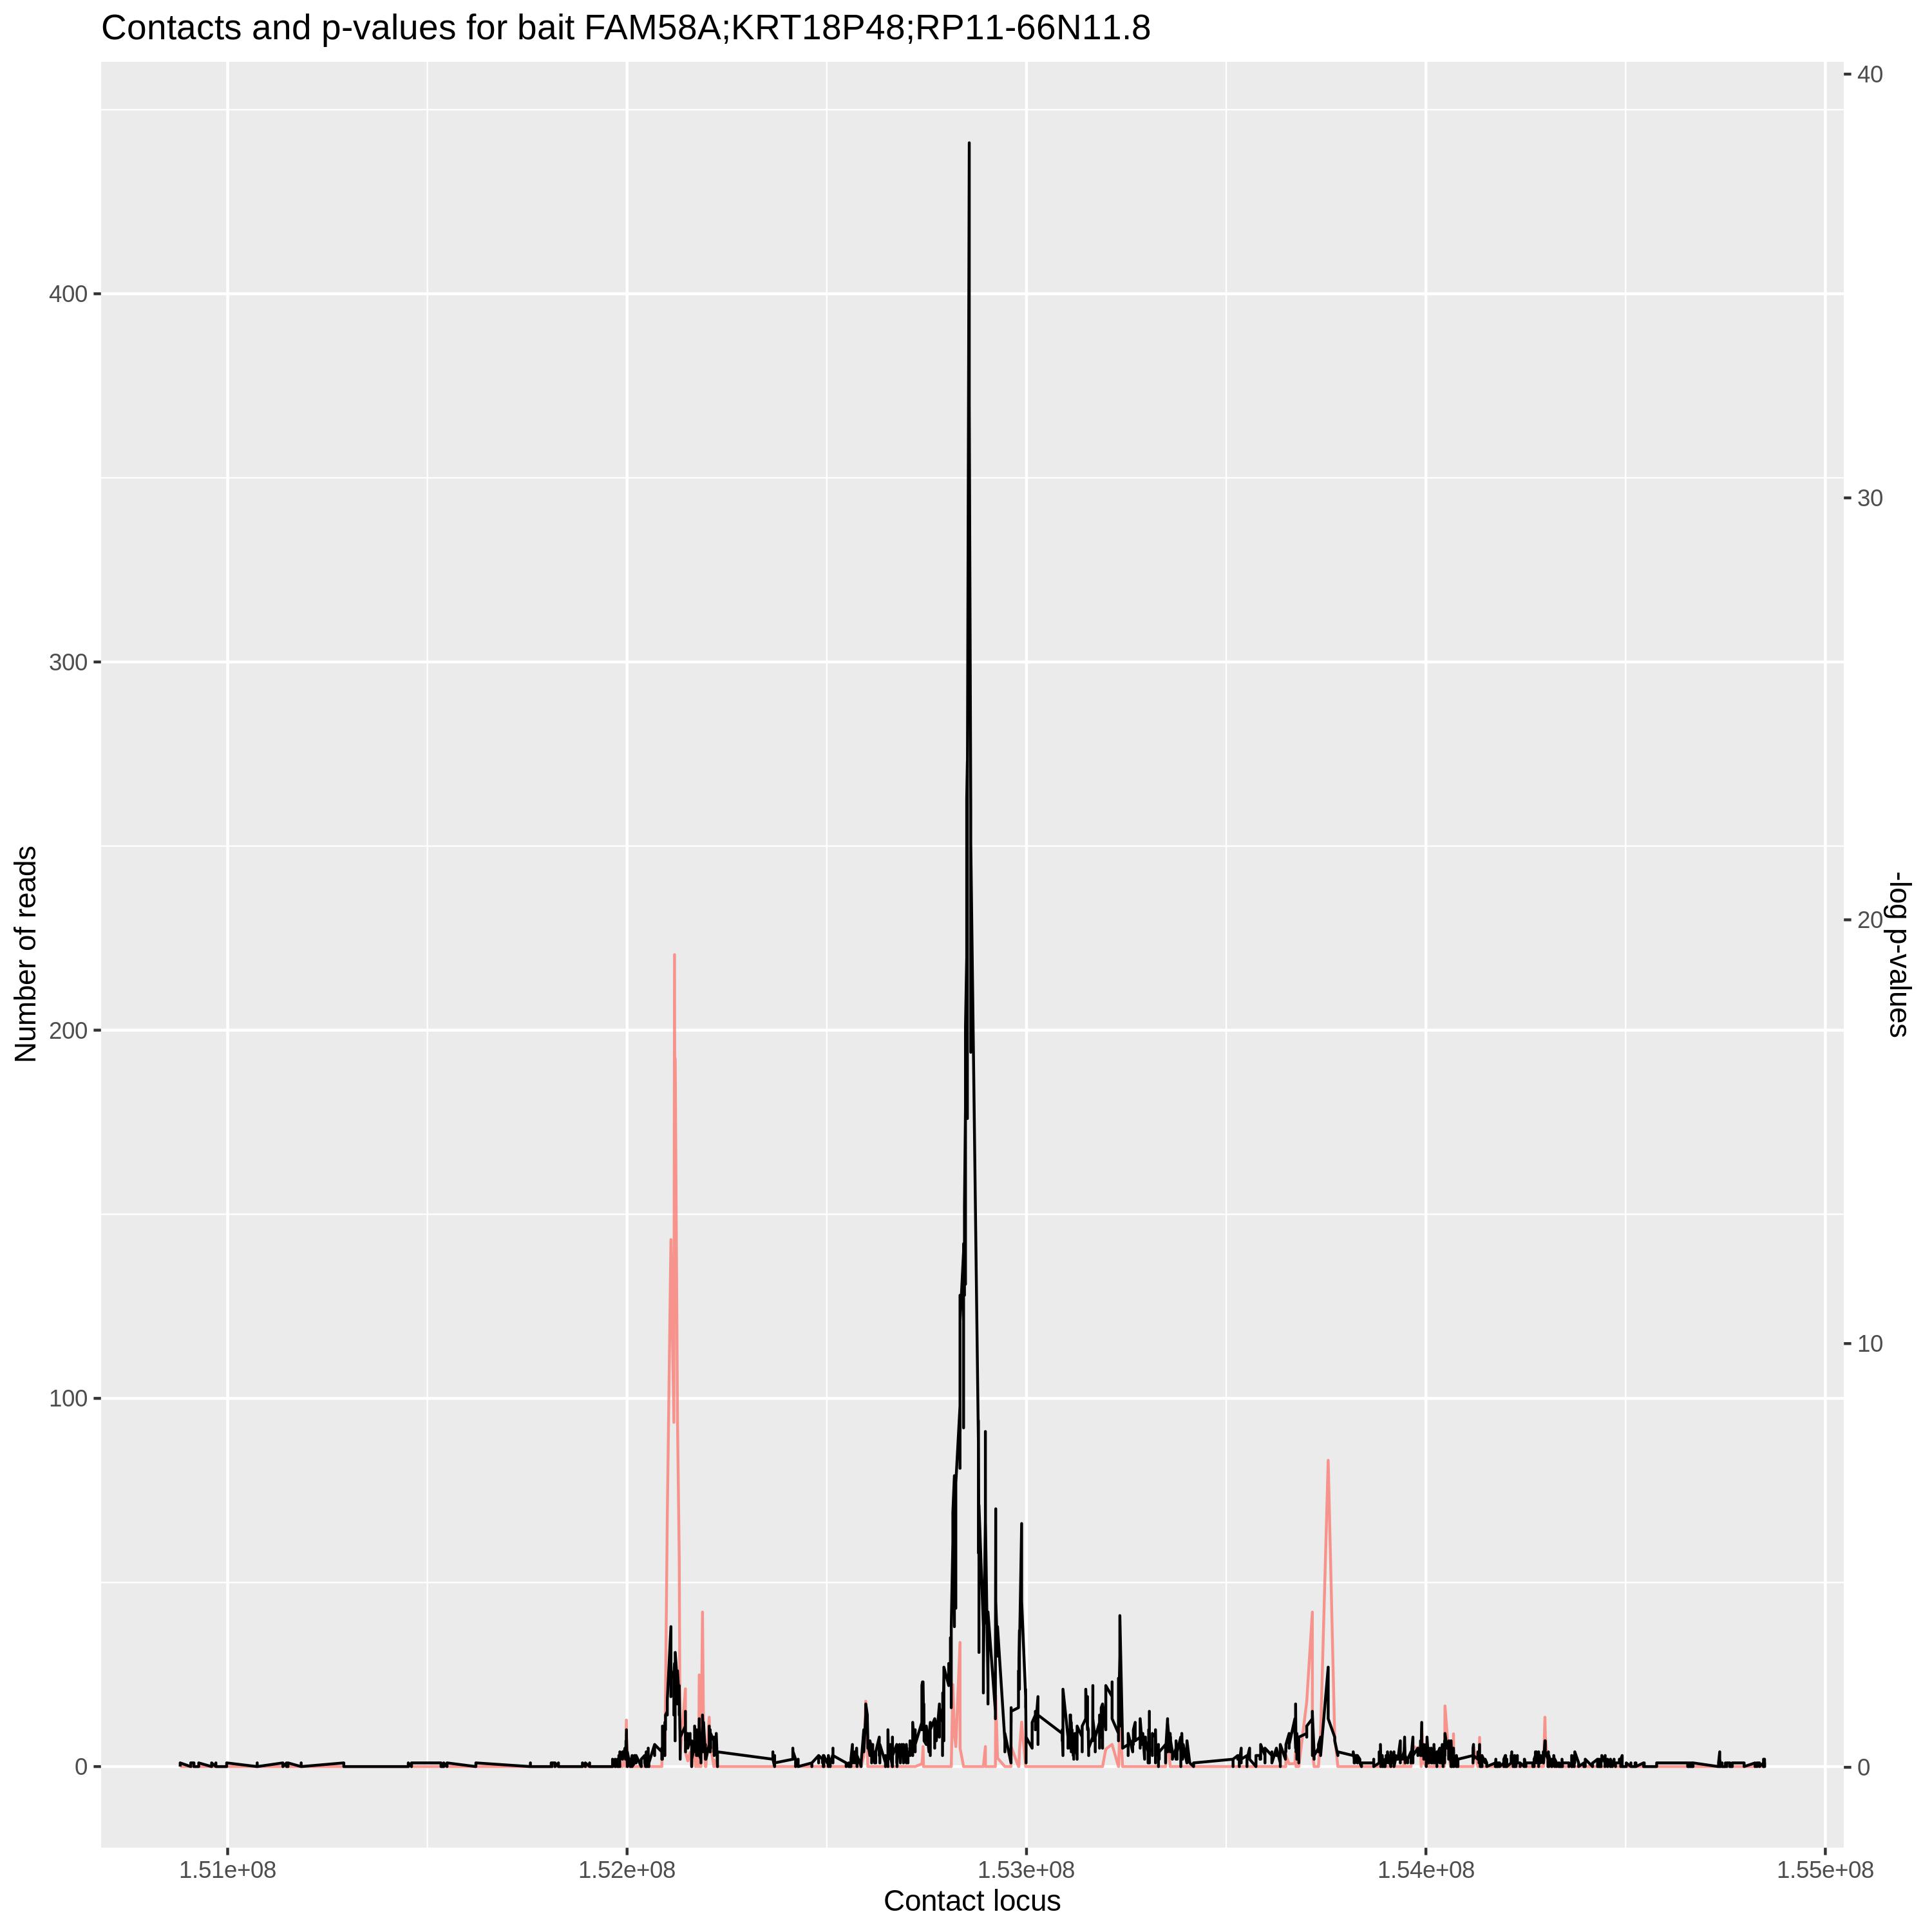 Contacts and p-values for bait FAM58A;KRT18P48;RP11-66N11.8
40
400
30
300
Number of reads
20
-log p-values
200
10
100
0
0
1.51e+08
1.52e+08
1.53e+08
1.54e+08
1.55e+08
Contact locus